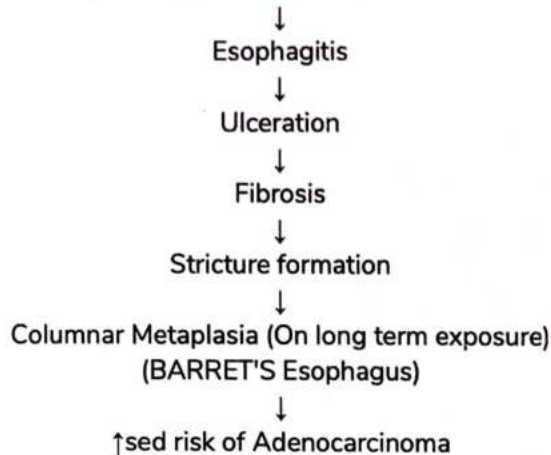 ↓
Esophagitis
↓
Ulceration
↓
Fibrosis
↓
Stricture formation
↓
Columnar Metaplasia (On long term exposure)
(BARRET'S Esophagus)
↓
↑sed risk of Adenocarcinoma